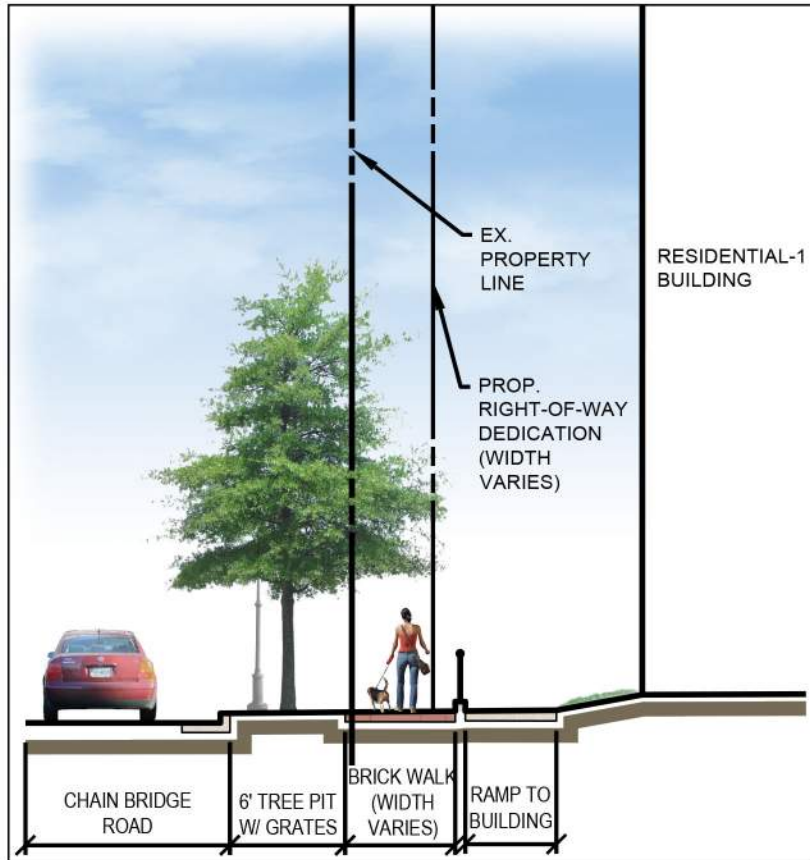 EX.
PROPERTY
LINE
RESIDENTIAL-1
BUILDING
PROP.
RIGHT-OF-WAY
DEDICATION
(WIDTH
VARIES)
CHAIN BRIDGE
ROAD
6' TREE PIT
W/ GRATES
BRICK WALK
(WIDTH
VARIES)
RAMP TO
BUILDING